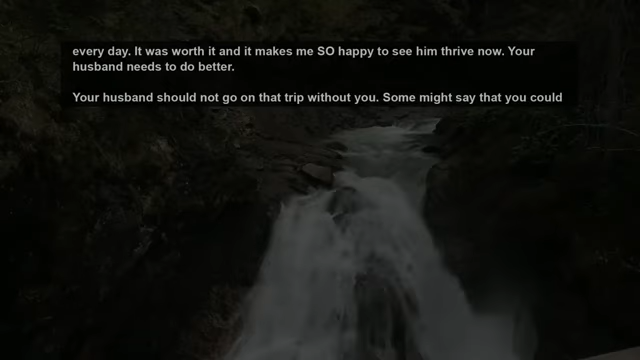 every day. It was worth it and it makes me SO happy to see him thrive now. Your
husband needs to do better.
Your husband should not go on that trip without you. Some might say that you could